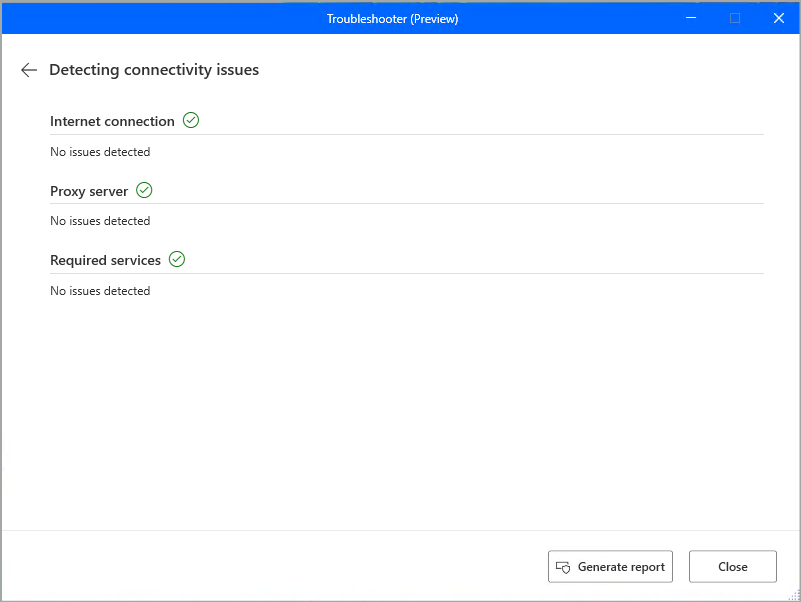 Troubleshooter (Preview)
Detecting connectivity issues
Internet connection
No issues detected
Proxy server
No issues detected
Required services
No issues detected
Generate report
Close